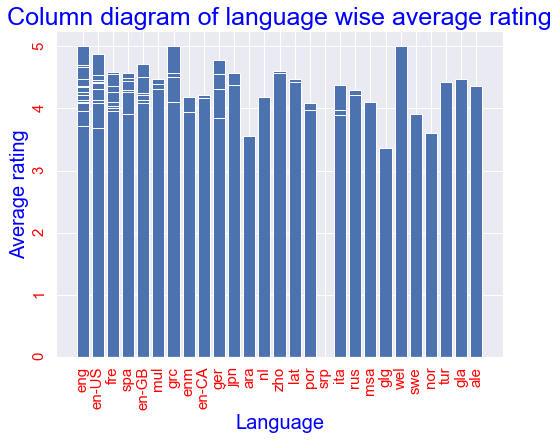 Column diagram of language wise average rating
Average rating
5
4
3
2
1
0
eng
en-US
fre
spa
en-GB
mul
grc
enm
en-CA
ger
jpn
ara
nl
zho
lat
por
srp
ita
rus
msa
glg
wel
swe
nor
tur
gla
ale
Language